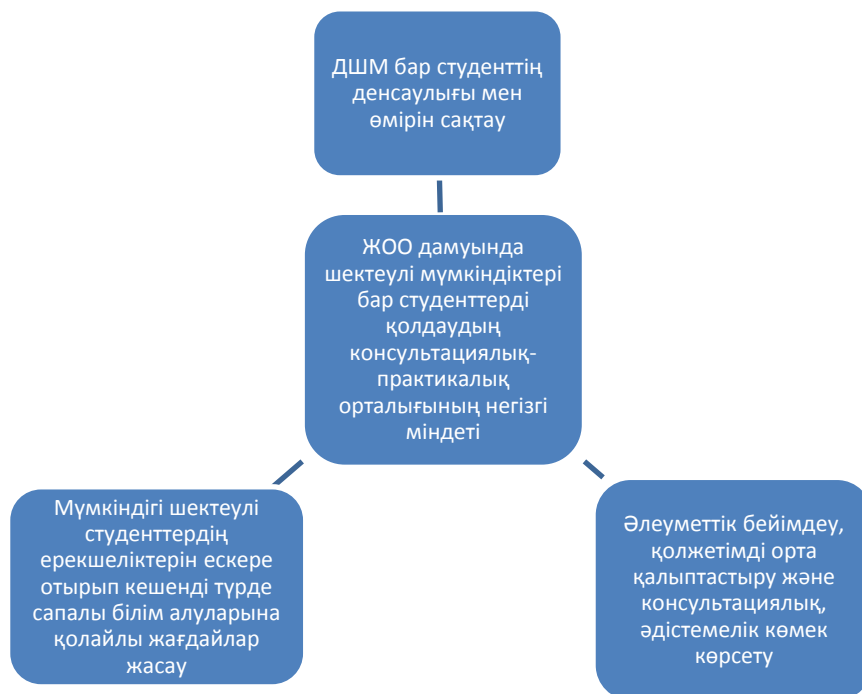 ДШМ бар студенттің
денсаулығы мен
өмірін сақтау
ЖОО дамуында
шектеулі мүмкіндіктері
бар студенттерді
қолдаудың
консультациялық-
практикалық
орталығының негізгі
міндеті
Мүмкіндігі шектеулі
студенттердің
ерекшеліктерін ескере
отырып кешенді түрде
сапалы білім алуларына
қолайлы жағдайлар
жасау
Әлеуметтік бейімдеу,
қолжетімді орта
қалыптастыру және
консультациялық,
әдістемелік көмек
көрсету